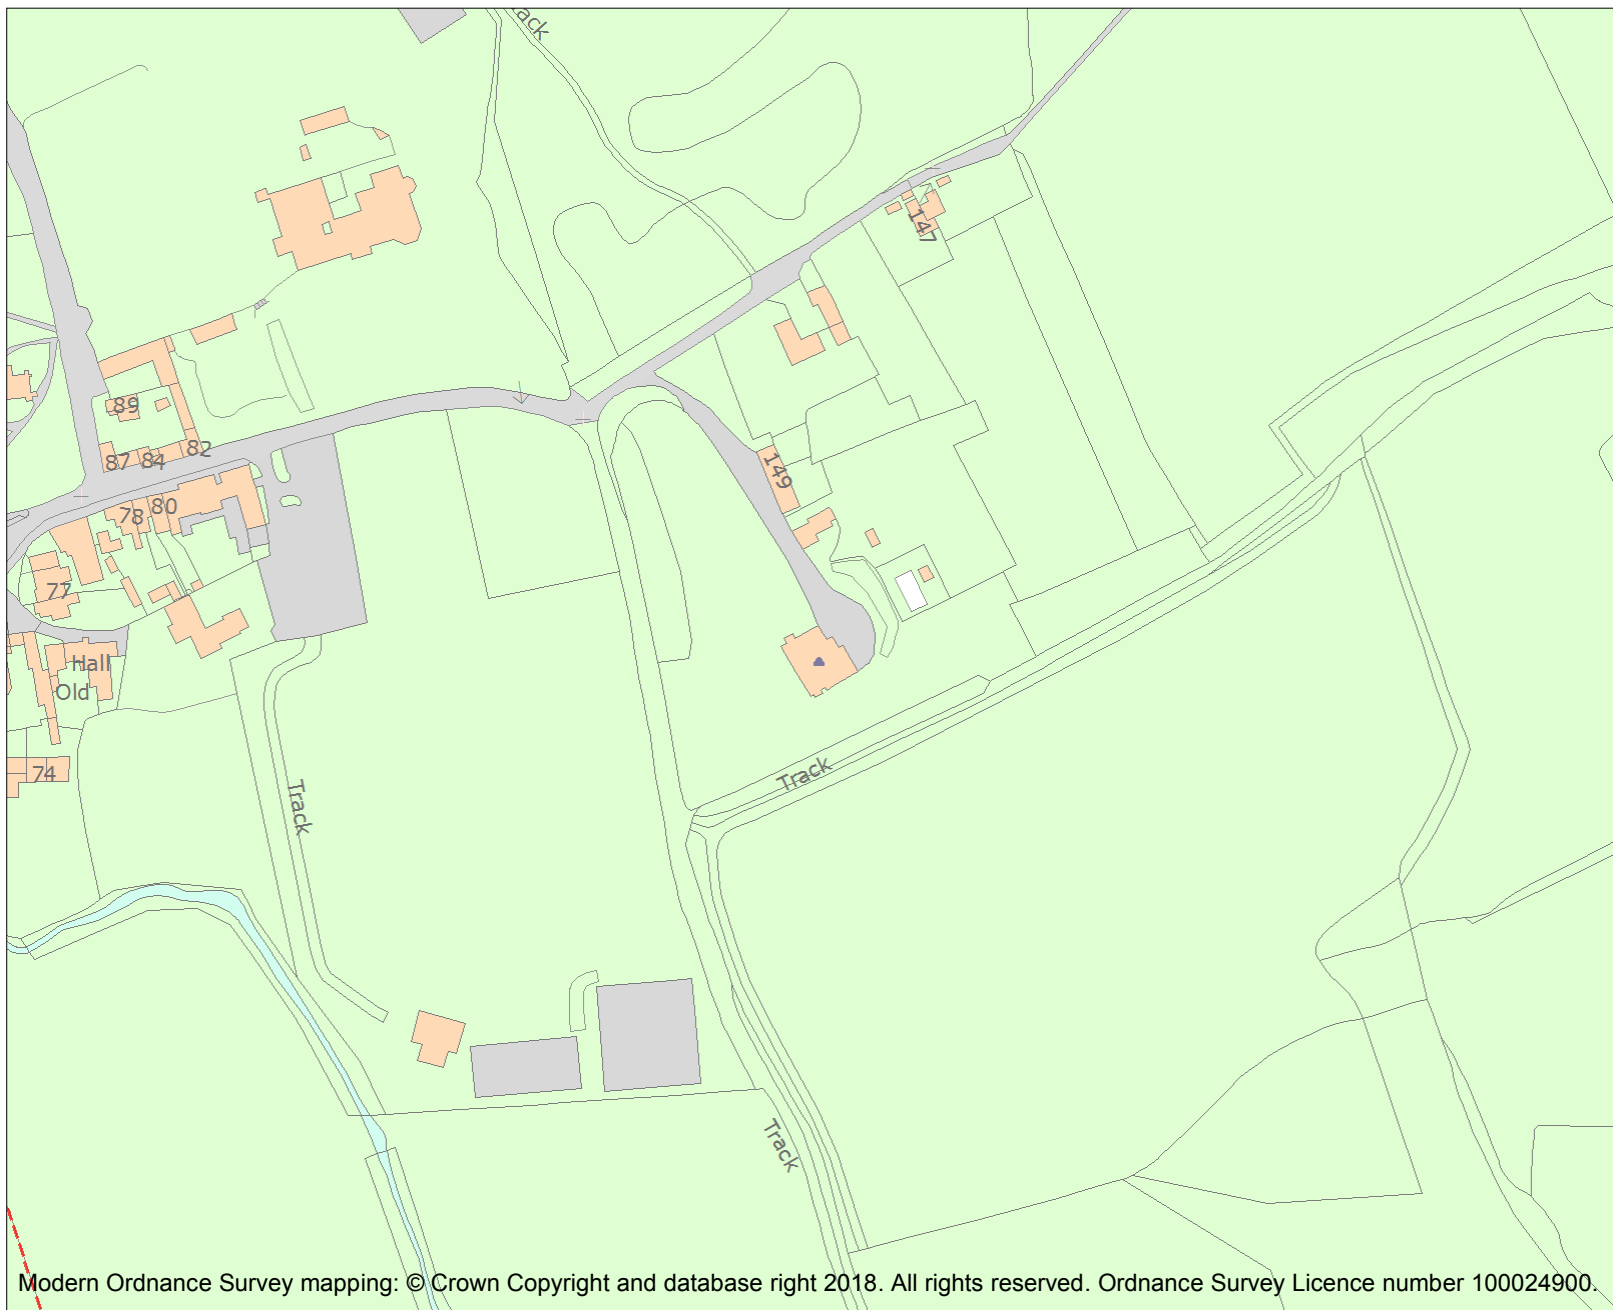 Track
147
89
87
84
82
149
80
78
77
Hall
Old
74
Track
Track
Track
Modern Ordnance Survey mapping: © Crown Copyright and database right 2018. All rights reserved. Ordnance Survey Licence number 100024900.